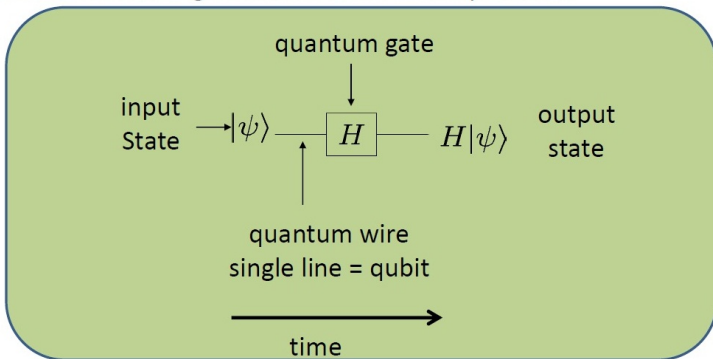 quantum gate
input
State
|ψ⟩
H
H|ψ⟩
output
state
quantum wire
single line = qubit
time